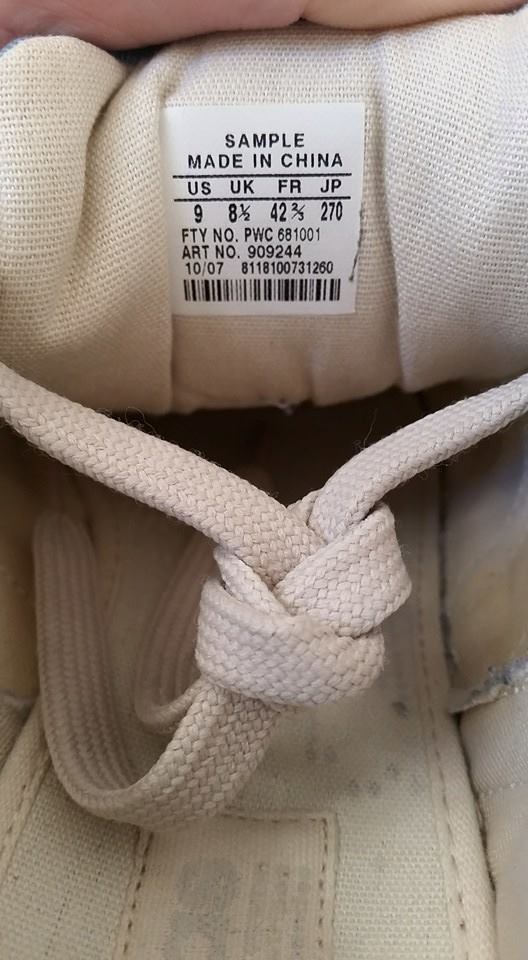 SAMPLE
MADE IN CHINA
US UK FR JP
9 8½ 42⅔ 270
FTY NO. PWC 681001
ART NO. 909244
10/07 8118100731260